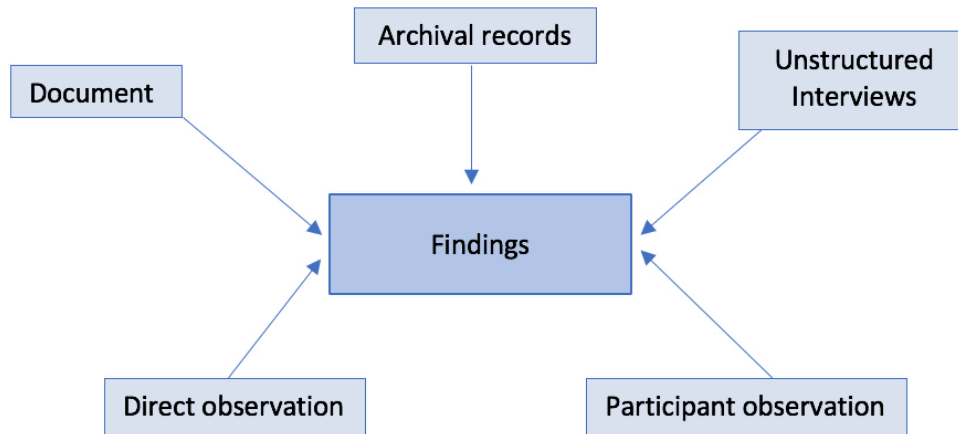 Archival records
Unstructured
Interviews
Document
Findings
Direct observation
Participant observation